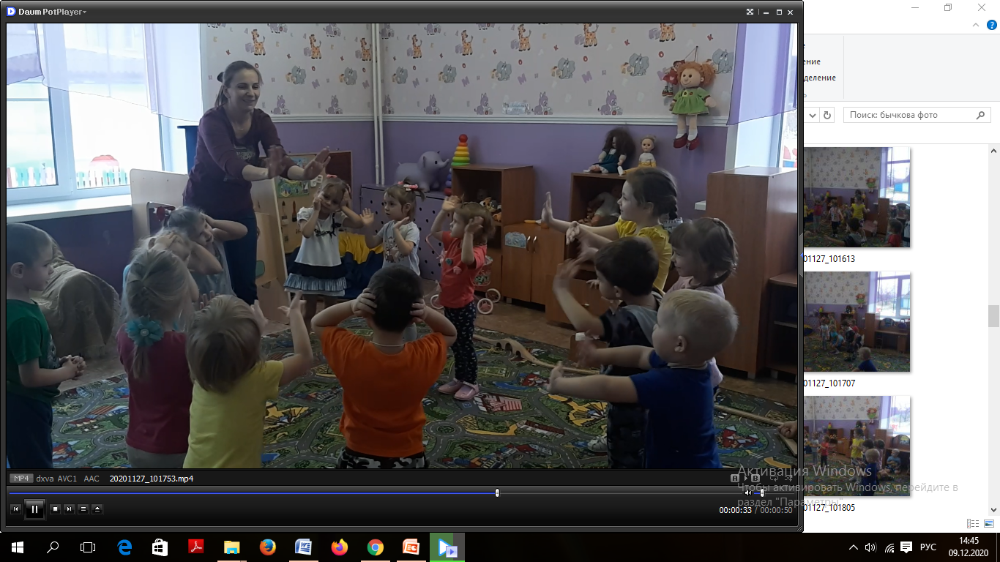 Daum PotPlayer
ение
деление
Поиск: бычкова фото
01127_101613
01127_101707
01127_101805
MP4 dxva AVC1 AAC 20201127_101753.mp4
A B
00:00:33 / 00:00:50
Активация Windows
Чтобы активировать Windows, перейдите в
раздел "Параметры".
РУС
14:45
09.12.2020